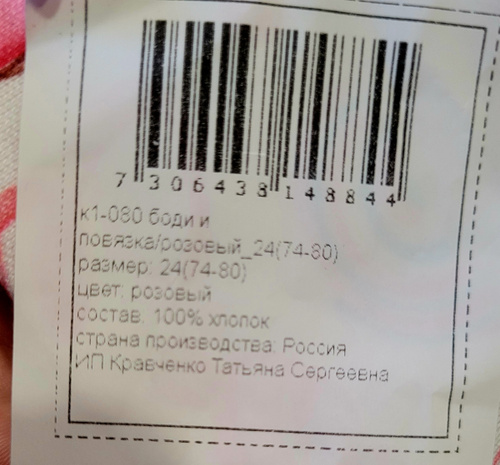 7 306438 148844
к1-080 боди и
повязка/розовый_24(74-80)
размер: 24(74-80)
цвет: розовый
состав: 100% хлопок
страна производства: Россия
ИП Кравченко Татьяна Сергеевна